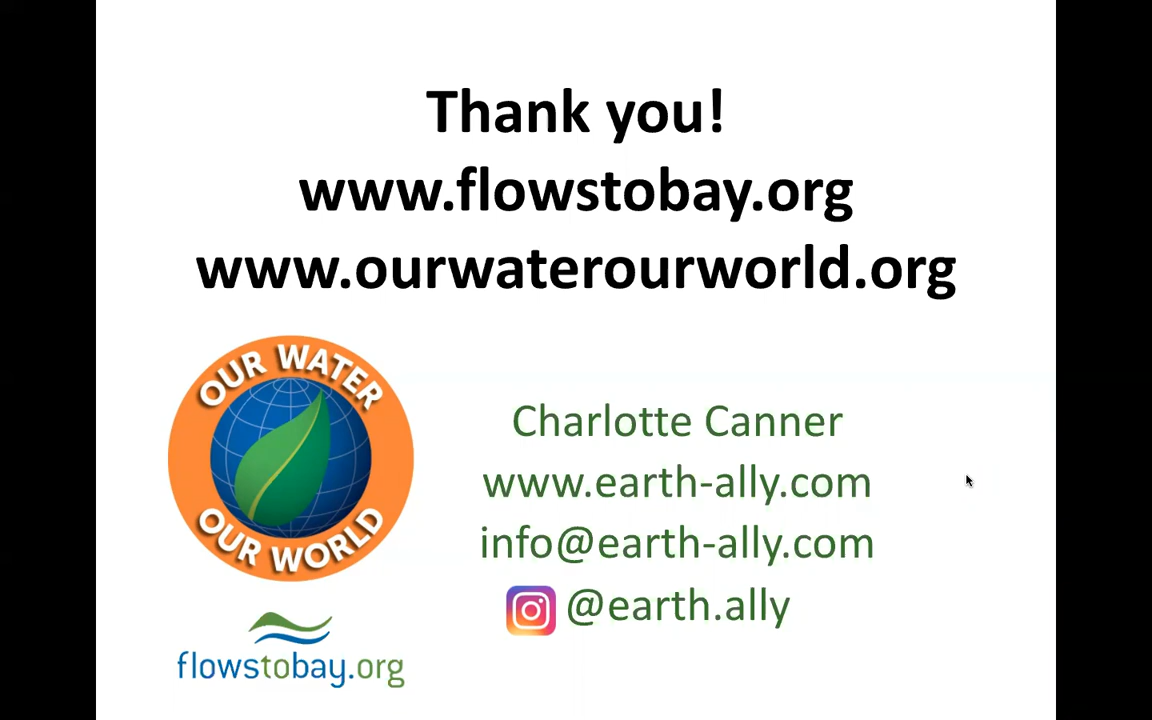 Thank you!
www.flowstobay.org
www.ourwaterourworld.org
OUR WATER
OUR WORLD
flowstobay.org
Charlotte Canner
www.earth-ally.com
info@earth-ally.com
@earth.ally